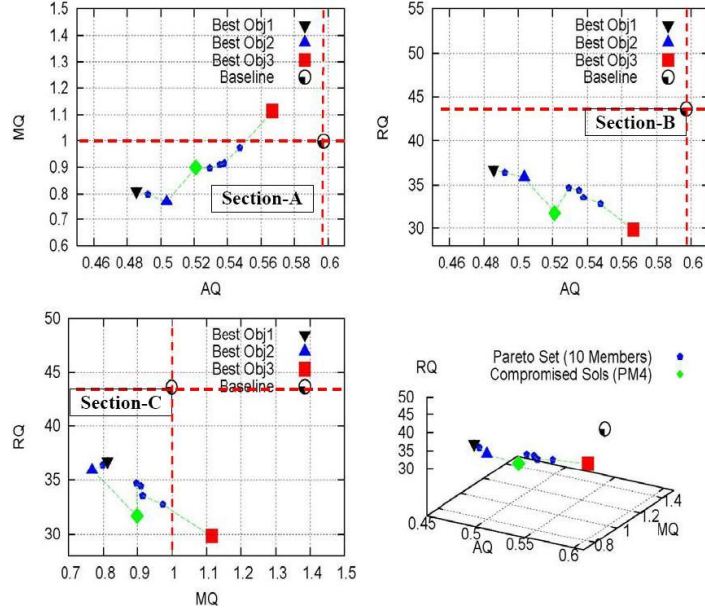 Best Obj1
Best Obj2
Best Obj3
Baseline
1.5
1.4
1.3
1.2
1.1
1
0.9
0.8
0.7
0.6
MQ
Section-A
0.46 0.48 0.5 0.52 0.54 0.56 0.58 0.6
AQ
Best Obj1
Best Obj2
Best Obj3
Baseline
55
50
45
40
35
30
RQ
Section-B
0.46 0.48 0.5 0.52 0.54 0.56 0.58 0.6
AQ
Best Obj1
Best Obj2
Best Obj3
Baseline
50
45
40
35
30
RQ
Section-C
0.7 0.8 0.9 1 1.1 1.2 1.3 1.4 1.5
MQ
Pareto Set (10 Members)
Compromised Sols (PM4)
RQ
50
45
40
35
30
0.45
0.5
0.55
0.6
AQ
0.8
1
1.2
1.4
MQ